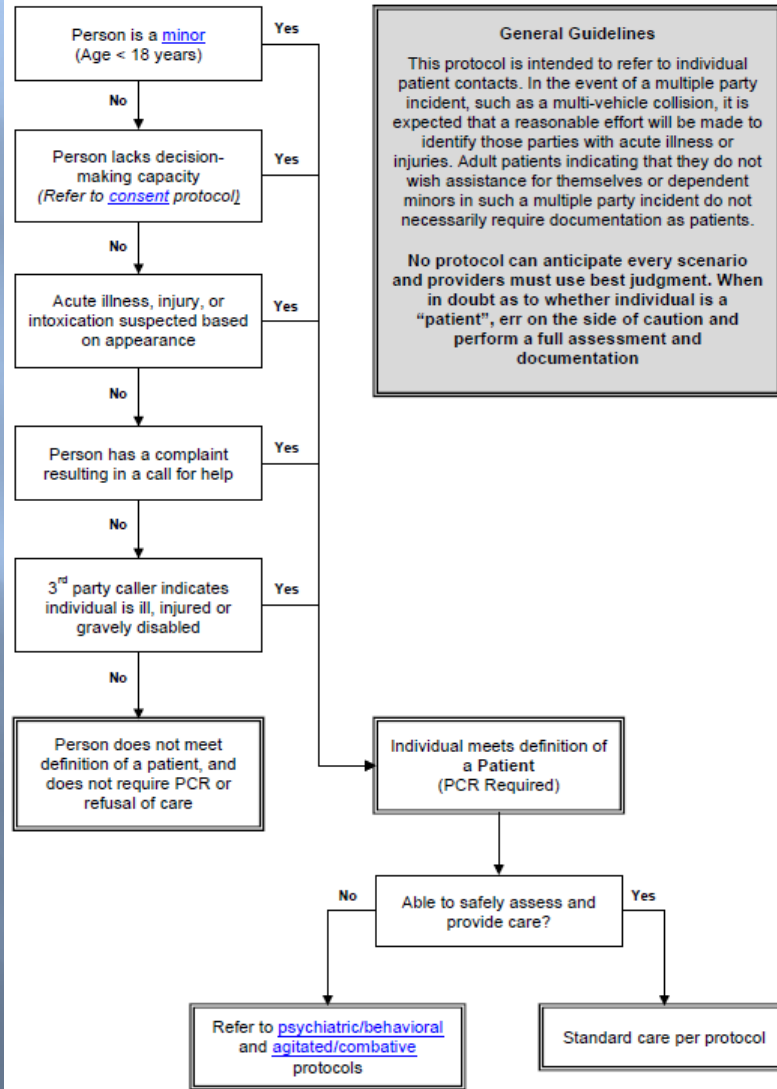 Person is a minor
(Age < 18 years)
Yes
No
Person lacks decision-
making capacity
(Refer to consent protocol)
Yes
No
Acute illness, injury, or
intoxication suspected based
on appearance
Yes
No
Person has a complaint
resulting in a call for help
Yes
No
3rd party caller indicates
individual is ill, injured or
gravely disabled
Yes
No
Person does not meet
definition of a patient, and
does not require PCR or
refusal of care
General Guidelines
This protocol is intended to refer to individual
patient contacts. In the event of a multiple party
incident, such as a multi-vehicle collision, it is
expected that a reasonable effort will be made to
identify those parties with acute illness or
injuries. Adult patients indicating that they do not
wish assistance for themselves or dependent
minors in such a multiple party incident do not
necessarily require documentation as patients.
No protocol can anticipate every scenario
and providers must use best judgment. When
in doubt as to whether individual is a
“patient”, err on the side of caution and
perform a full assessment and
documentation
Individual meets definition of
a Patient
(PCR Required)
Able to safely assess and
provide care?
No
Yes
Refer to psychiatric/behavioral
and agitated/combative
protocols
Standard care per protocol